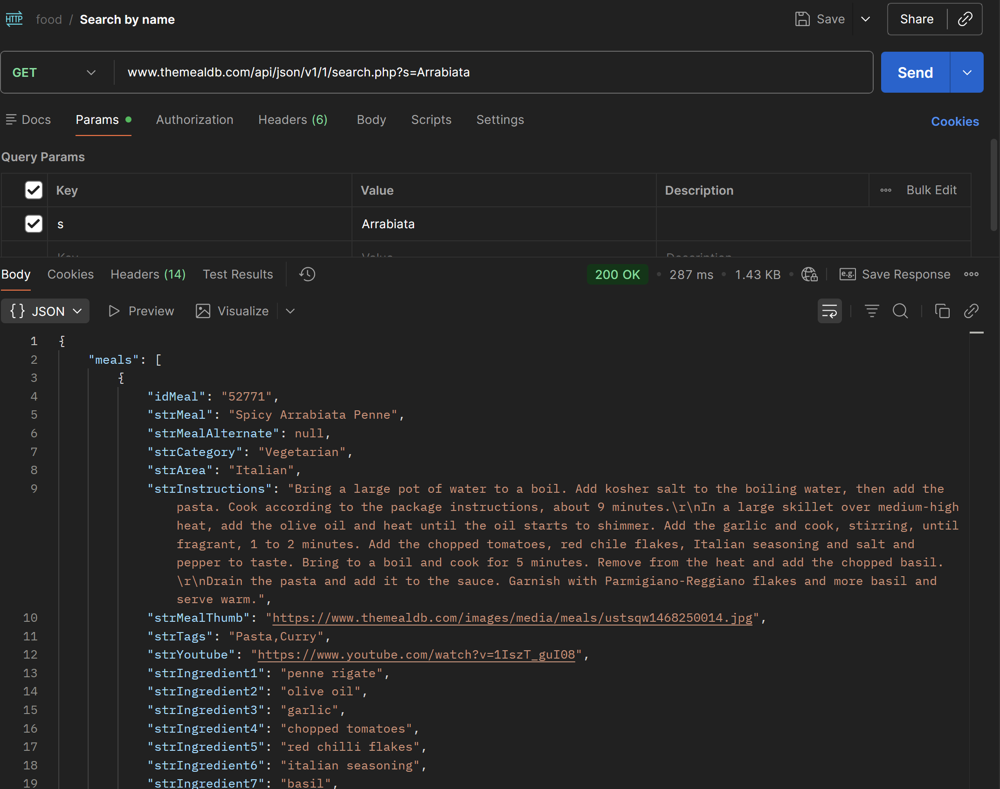 HTTP food / Search by name Save Share
GET www.themealdb.com/api/json/v1/1/search.php?s=Arrabiata Send
Docs Params Authorization Headers (6) Body Scripts Settings Cookies
Query Params
Key Value Description Bulk Edit
s Arrabiata
Key Value Description
Body Cookies Headers (14) Test Results 200 OK • 287 ms • 1.43 KB • e.g. Save Response
{} JSON Preview Visualize
1 {
2 "meals": [
3 {
4 "idMeal": "52771",
5 "strMeal": "Spicy Arrabiata Penne",
6 "strMealAlternate": null,
7 "strCategory": "Vegetarian",
8 "strArea": "Italian",
9 "strInstructions": "Bring a large pot of water to a boil. Add kosher salt to the boiling water, then add the
pasta. Cook according to the package instructions, about 9 minutes.\r\nIn a large skillet over medium-high
heat, add the olive oil and heat until the oil starts to shimmer. Add the garlic and cook, stirring, until
fragrant, 1 to 2 minutes. Add the chopped tomatoes, red chile flakes, Italian seasoning and salt and
pepper to taste. Bring to a boil and cook for 5 minutes. Remove from the heat and add the chopped basil.
\r\nDrain the pasta and add it to the sauce. Garnish with Parmigiano-Reggiano flakes and more basil and
serve warm.",
10 "strMealThumb": "https://www.themealdb.com/images/media/meals/ustsqw1468250014.jpg",
11 "strTags": "Pasta,Curry",
12 "strYoutube": "https://www.youtube.com/watch?v=1IszT_guI08",
13 "strIngredient1": "penne rigate",
14 "strIngredient2": "olive oil",
15 "strIngredient3": "garlic",
16 "strIngredient4": "chopped tomatoes",
17 "strIngredient5": "red chilli flakes",
18 "strIngredient6": "italian seasoning",
19 "strIngredient7": "basil",